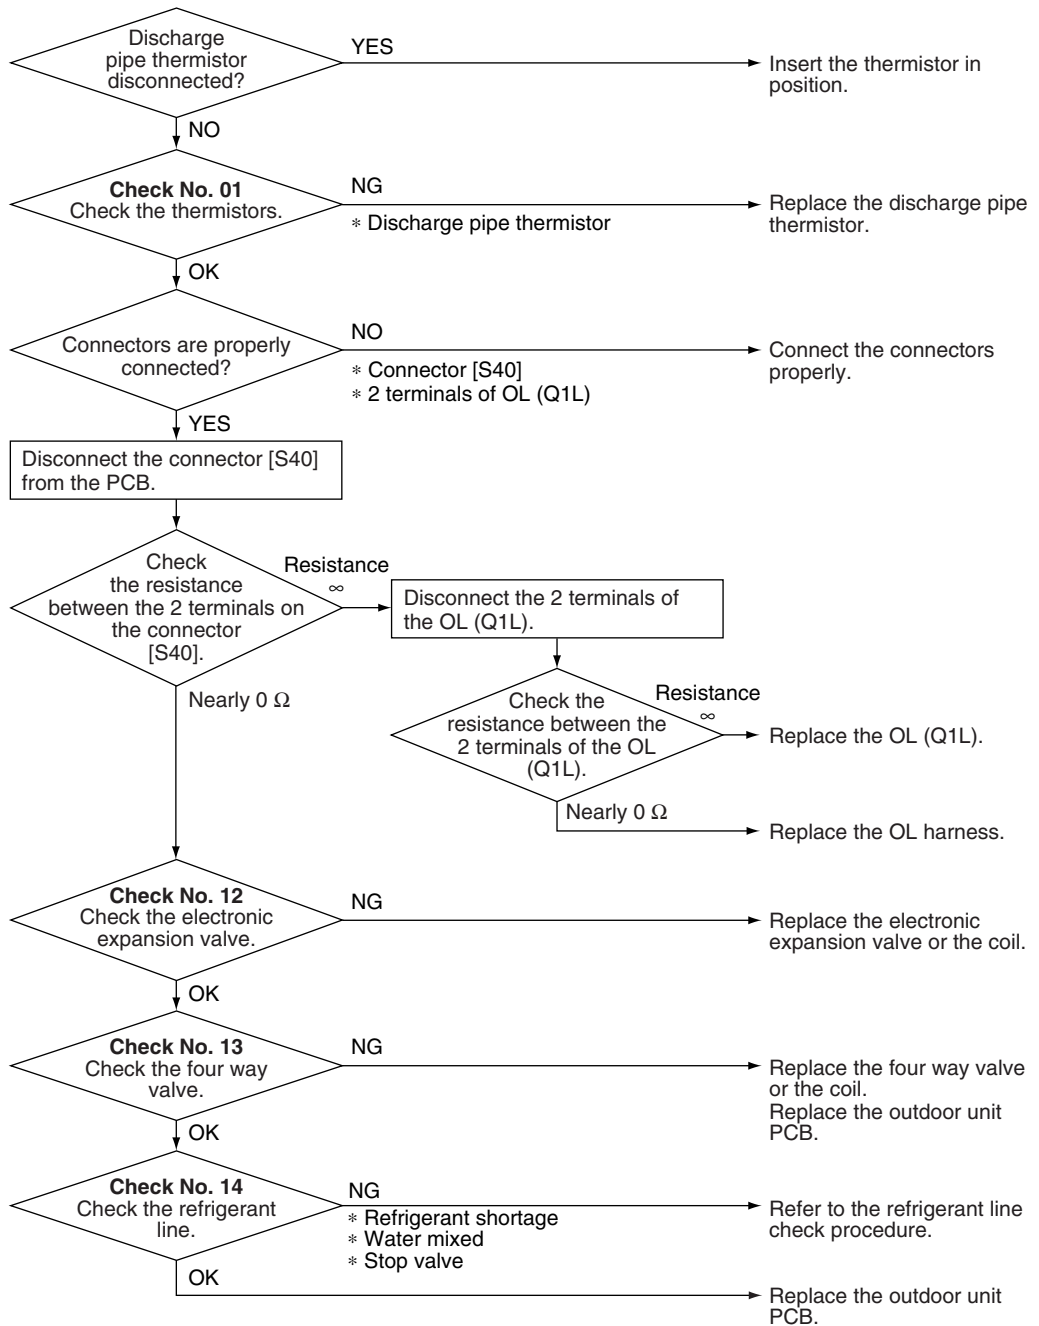 Discharge
pipe thermistor
disconnected?
YES
Insert the thermistor in
position.
NO
Check No. 01
Check the thermistors.
NG
* Discharge pipe thermistor
Replace the discharge pipe
thermistor.
OK
Connectors are properly
connected?
NO
* Connector [S40]
* 2 terminals of OL (Q1L)
Connect the connectors
properly.
YES
Disconnect the connector [S40]
from the PCB.
Check
the resistance
between the 2 terminals on
the connector
[S40].
Resistance
∞
Disconnect the 2 terminals of
the OL (Q1L).
Nearly 0 Ω
Check the
resistance between the
2 terminals of the OL
(Q1L).
Resistance
∞
Replace the OL (Q1L).
Nearly 0 Ω
Replace the OL harness.
Check No. 12
Check the electronic
expansion valve.
NG
Replace the electronic
expansion valve or the coil.
OK
Check No. 13
Check the four way
valve.
NG
Replace the four way valve
or the coil.
Replace the outdoor unit
PCB.
OK
Check No. 14
Check the refrigerant
line.
NG
* Refrigerant shortage
* Water mixed
* Stop valve
Refer to the refrigerant line
check procedure.
OK
Replace the outdoor unit
PCB.